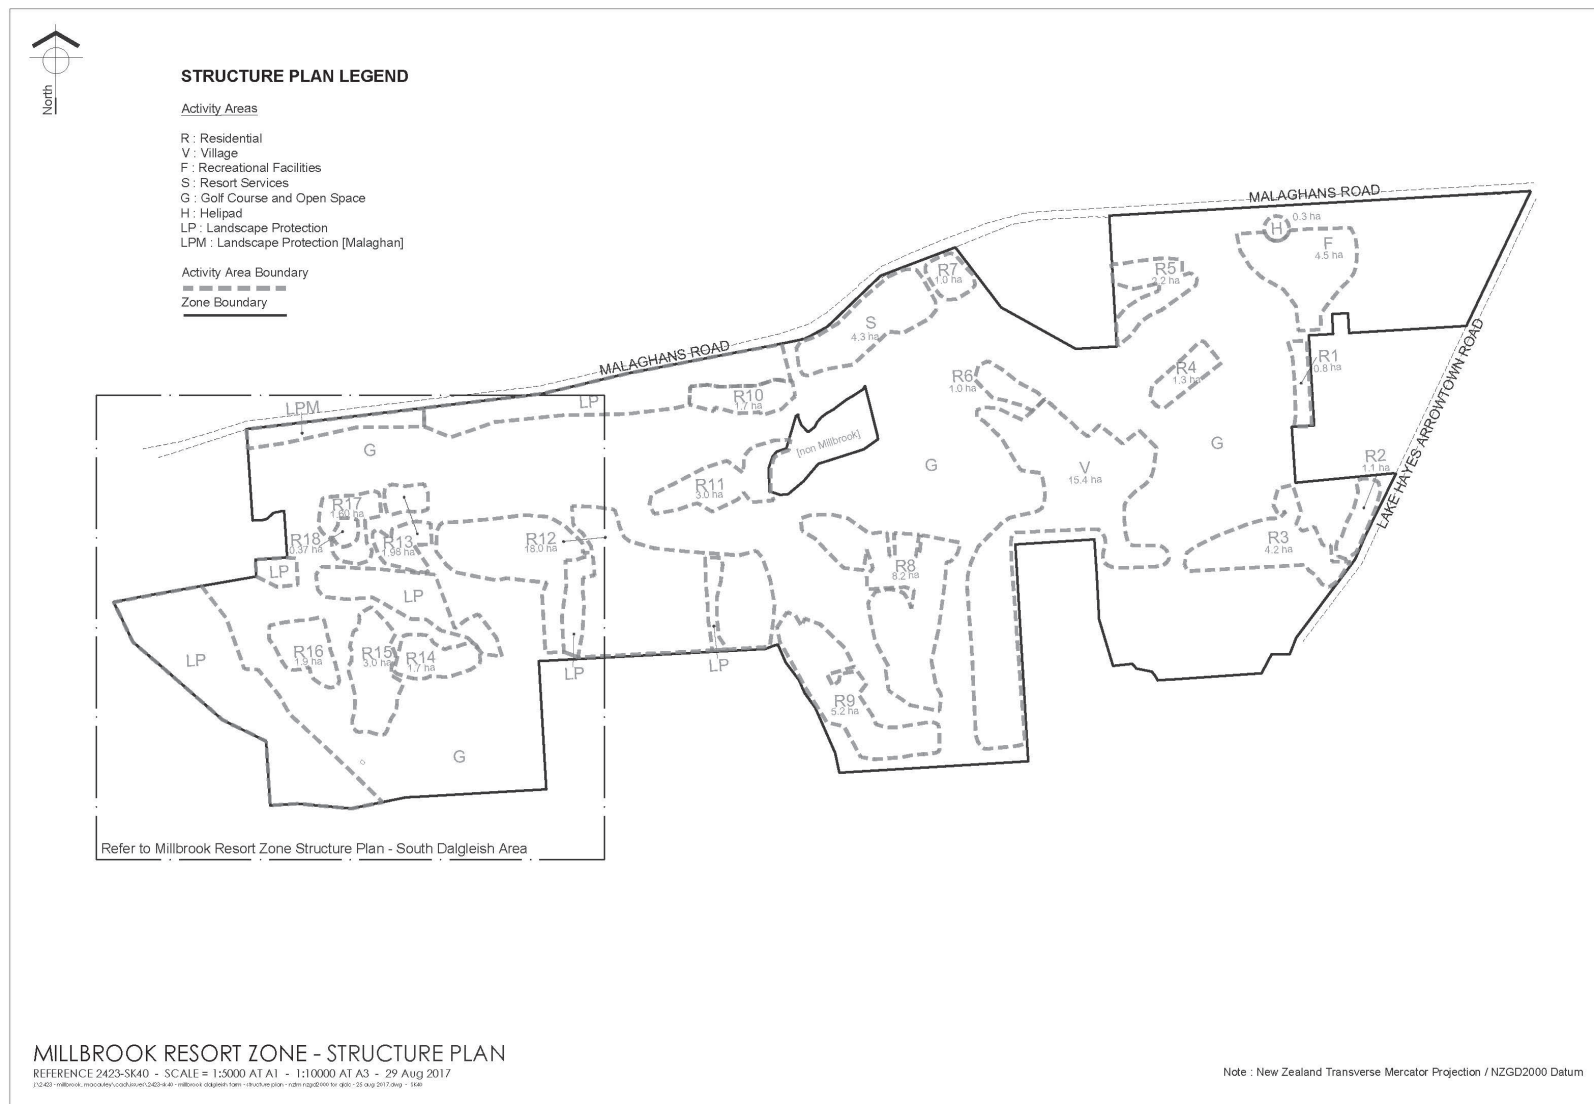 North
STRUCTURE PLAN LEGEND
Activity Areas
R : Residential
V : Village
F : Recreational Facilities
S : Resort Services
G : Golf Course and Open Space
H : Helipad
LP : Landscape Protection
LPM : Landscape Protection [Malaghan]
Activity Area Boundary
Zone Boundary
MALAGHANS ROAD
0.3 ha
H
F
4.5 ha
R7
1.0 ha
R5
2.2 ha
S
4.3 ha
MALAGHANS ROAD
LAKE HAYES ARROWTOWN ROAD
R1
0.8 ha
R4
1.3 ha
R6
1.0 ha
R10
1.7 ha
LP
LPM
G
[non Millbrook]
G
G
V
15.4 ha
R2
1.1 ha
R11
3.0 ha
R17
1.60 ha
R18
0.37 ha
R13
1.98 ha
R12
18.0 ha
R3
4.2 ha
R8
8.2 ha
LP
LP
R16
1.9 ha
R15
3.0 ha
R14
1.7 ha
LP
LP
LP
R9
5.2 ha
G
Refer to Millbrook Resort Zone Structure Plan - South Dalgleish Area
MILLBROOK RESORT ZONE - STRUCTURE PLAN
REFERENCE 2423-SK40 - SCALE = 1:5000 AT A1 - 1:10000 AT A3 - 29 Aug 2017
Note : New Zealand Transverse Mercator Projection / NZGD2000 Datum